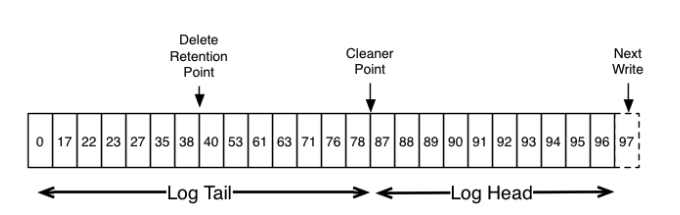 Delete
Retention
Point
Cleaner
Point
Next
Write
0 17 22 23 27 35 38 40 53 61 63 71 76 78 87 88 89 90 91 92 93 94 95 96 97
Log Tail
Log Head